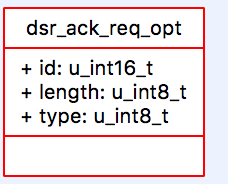 dsr_ack_req_opt
+ id: u_int16_t
+ length: u_int8_t
+ type: u_int8_t